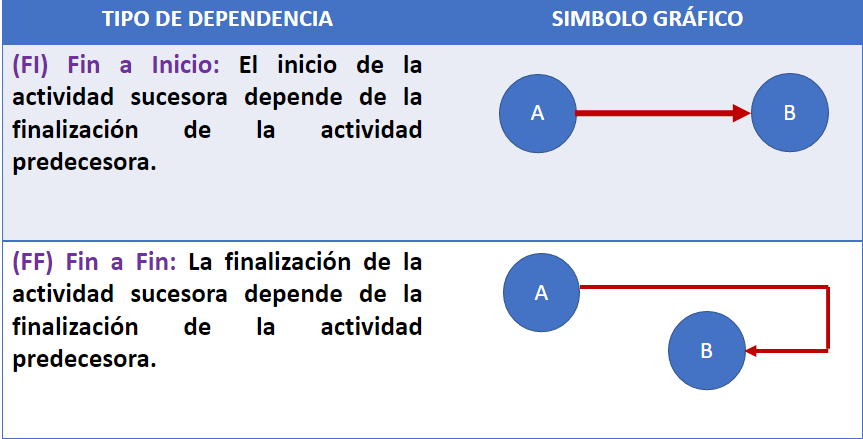 TIPO DE DEPENDENCIA
SIMBOLO GRÁFICO
(FI) Fin a Inicio: El inicio de la
actividad sucesora depende de la
finalización de la actividad
predecesora.
A
B
(FF) Fin a Fin: La finalización de la
actividad sucesora depende de la
finalización de la actividad
predecesora.
A
B